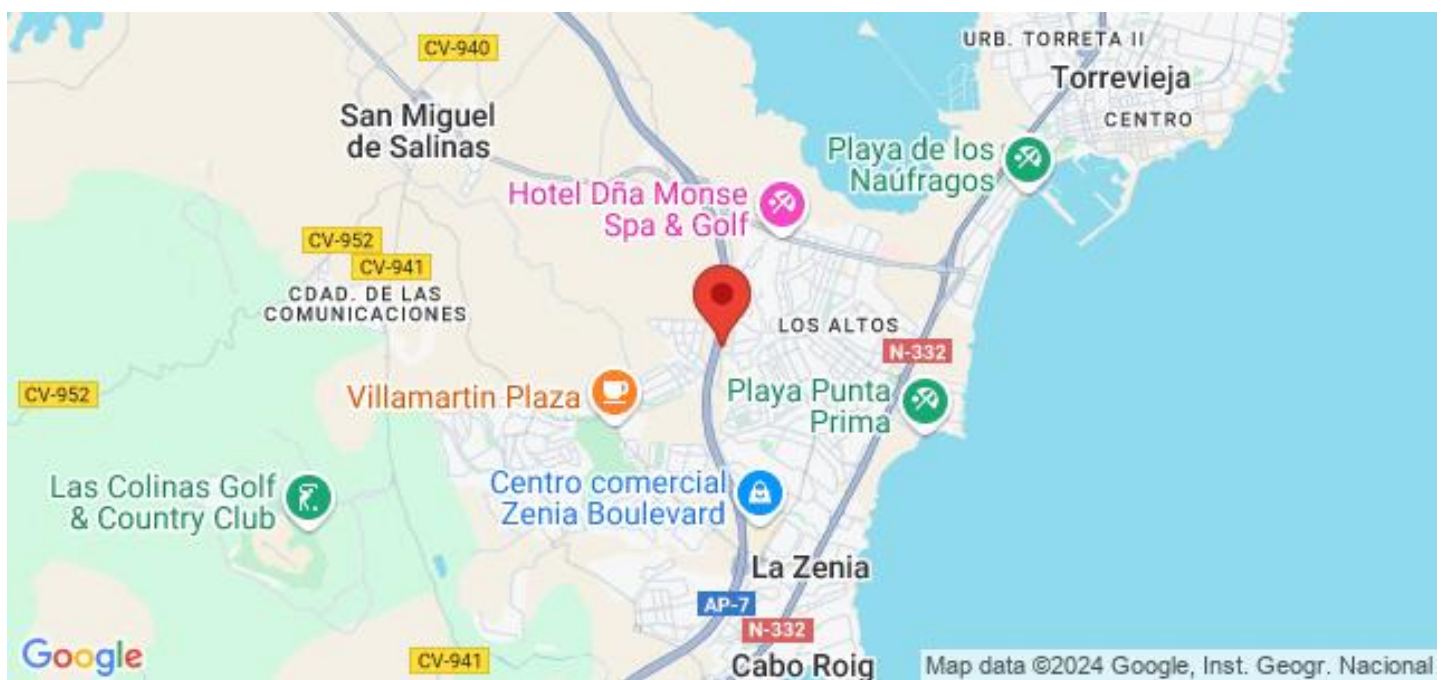 CV-940
URB. TORRETA II
Torrevieja
CENTRO
San Miguel
de Salinas
Playa de los
Naúfragos
Hotel Dña Monse
Spa & Golf
CV-952
CV-941
CDAD. DE LAS
COMUNICACIONES
LOS ALTOS
N-332
CV-952
Villamartin Plaza
Playa Punta
Prima
Las Colinas Golf
& Country Club
Centro comercial
Zenia Boulevard
La Zenia
AP-7
N-332
Google
CV-941
Cabo Roig
Map data ©2024 Google, Inst. Geogr. Nacional